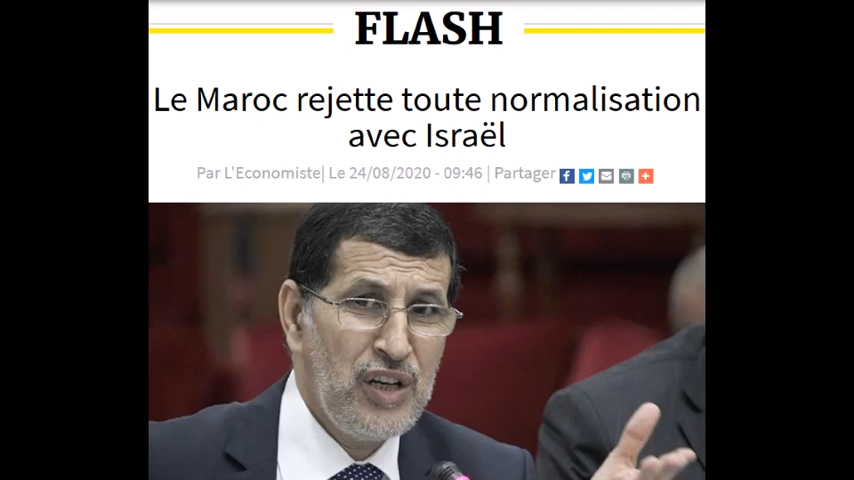 FLASH
Le Maroc rejette toute normalisation
avec Israël
Par L'Economiste| Le 24/08/2020 - 09:46 | Partager